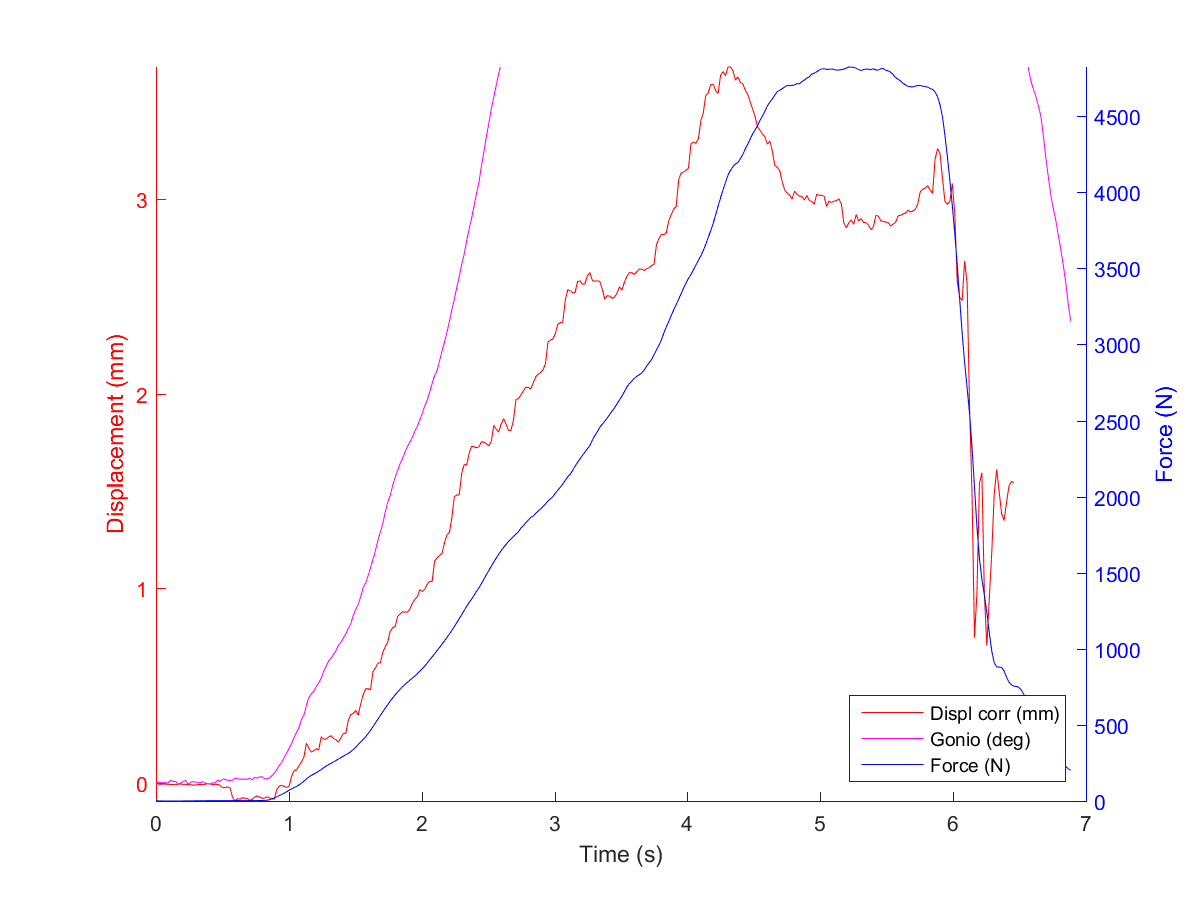 Displacement (mm)
3
2
1
0
4500
4000
3500
3000
2500
2000
1500
1000
500
0
Force (N)
Displ corr (mm)
Gonio (deg)
Force (N)
0 1 2 3 4 5 6 7
Time (s)